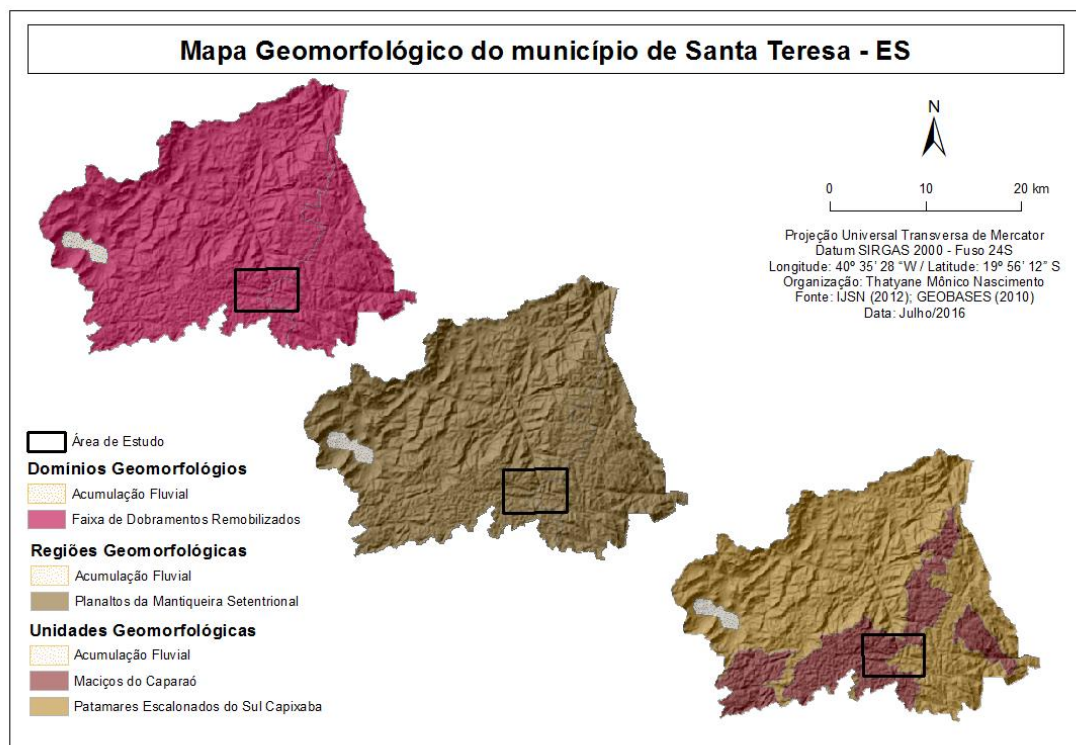 Mapa Geomorfológico do município de Santa Teresa - ES
N
0 10 20 km
Projeção Universal Transversa de Mercator
Datum SIRGAS 2000 - Fuso 24S
Longitude: 40º 35' 28 "W / Latitude: 19º 56' 12" S
Organização: Thatyane Mônico Nascimento
Fonte: IJSN (2012); GEOBASES (2010)
Data: Julho/2016
Área de Estudo
Domínios Geomorfológios
Acumulação Fluvial
Faixa de Dobramentos Remobilizados
Regiões Geomorfológicas
Acumulação Fluvial
Planaltos da Mantiqueira Setentrional
Unidades Geomorfológicas
Acumulação Fluvial
Maciços do Caparaó
Patamares Escalonados do Sul Capixaba